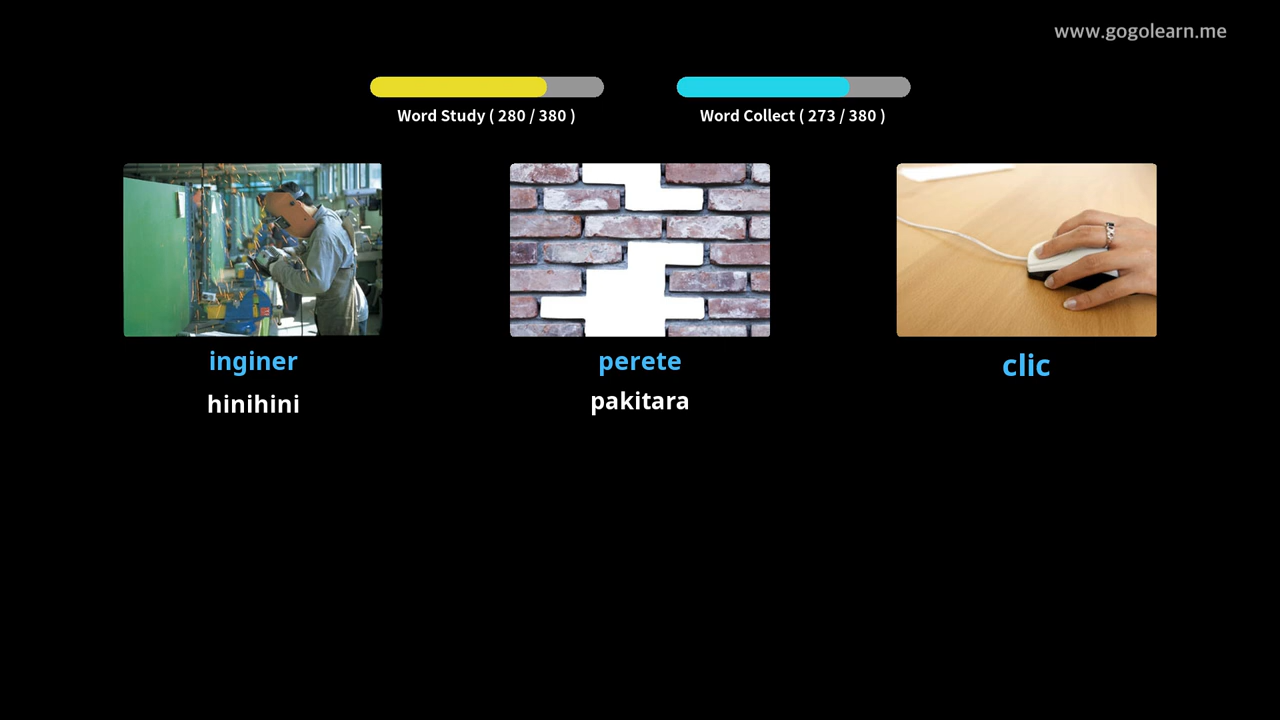 www.gogolearn.me
Word Study ( 280 / 380 )
Word Collect ( 273 / 380 )
inginer
perete
clic
hinihini
pakitara